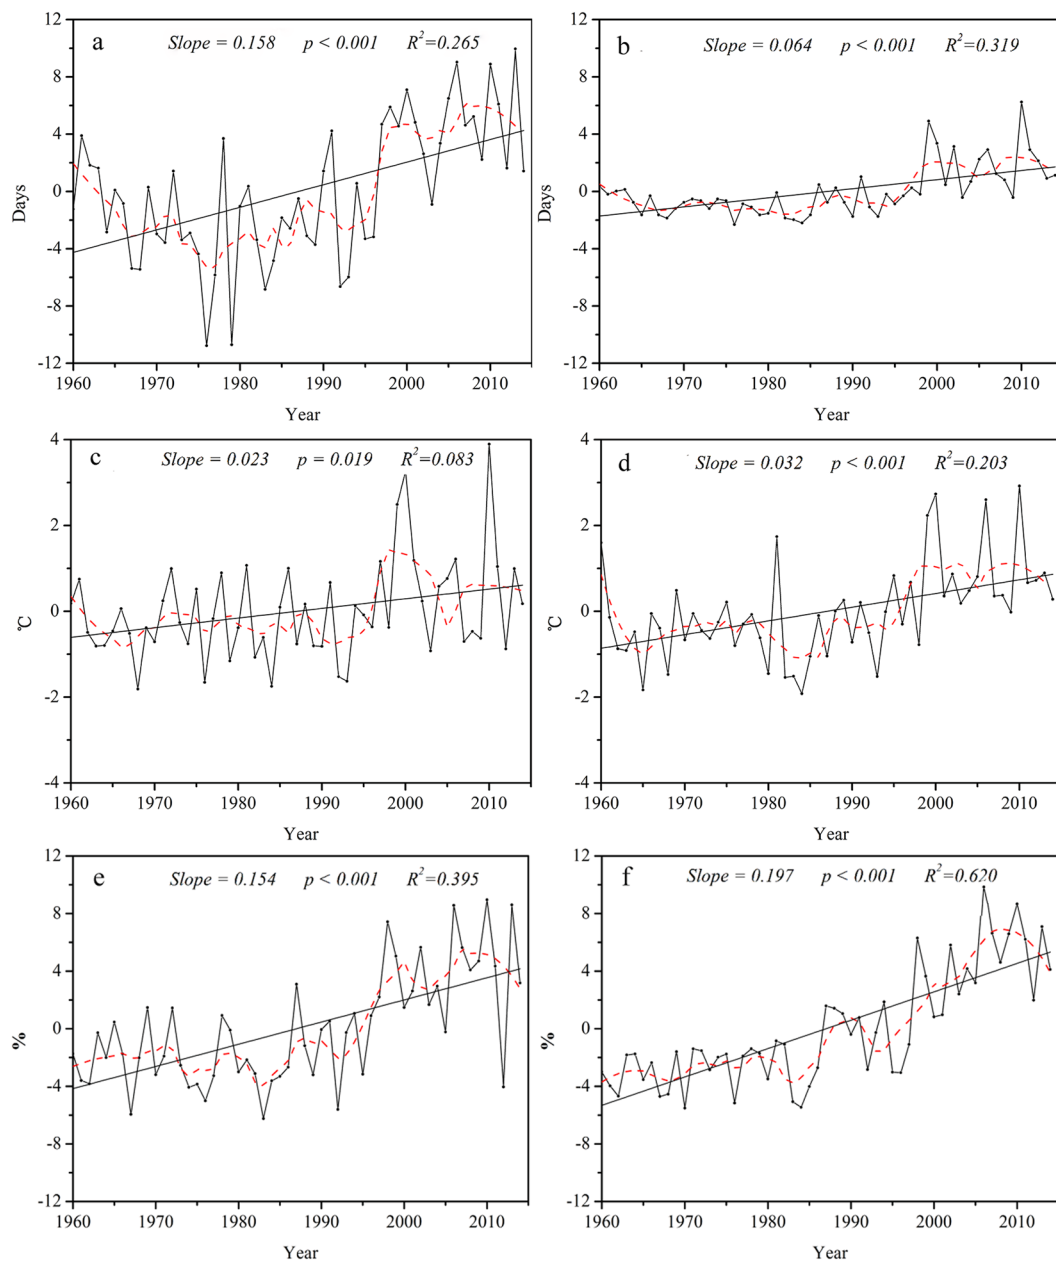 a Slope = 0.158 p < 0.001 R²=0.265
12
8
4
0
-4
-8
-12
Days
1960 1970 1980 1990 2000 2010
Year
b Slope = 0.064 p < 0.001 R²=0.319
12
8
4
0
-4
-8
-12
Days
1960 1970 1980 1990 2000 2010
Year
c Slope = 0.023 p = 0.019 R²=0.083
4
2
0
-2
-4
℃
1960 1970 1980 1990 2000 2010
Year
d Slope = 0.032 p < 0.001 R²=0.203
4
2
0
-2
-4
℃
1960 1970 1980 1990 2000 2010
Year
e Slope = 0.154 p < 0.001 R²=0.395
12
8
4
0
-4
-8
-12
%
1960 1970 1980 1990 2000 2010
Year
f Slope = 0.197 p < 0.001 R²=0.620
12
8
4
0
-4
-8
-12
%
1960 1970 1980 1990 2000 2010
Year